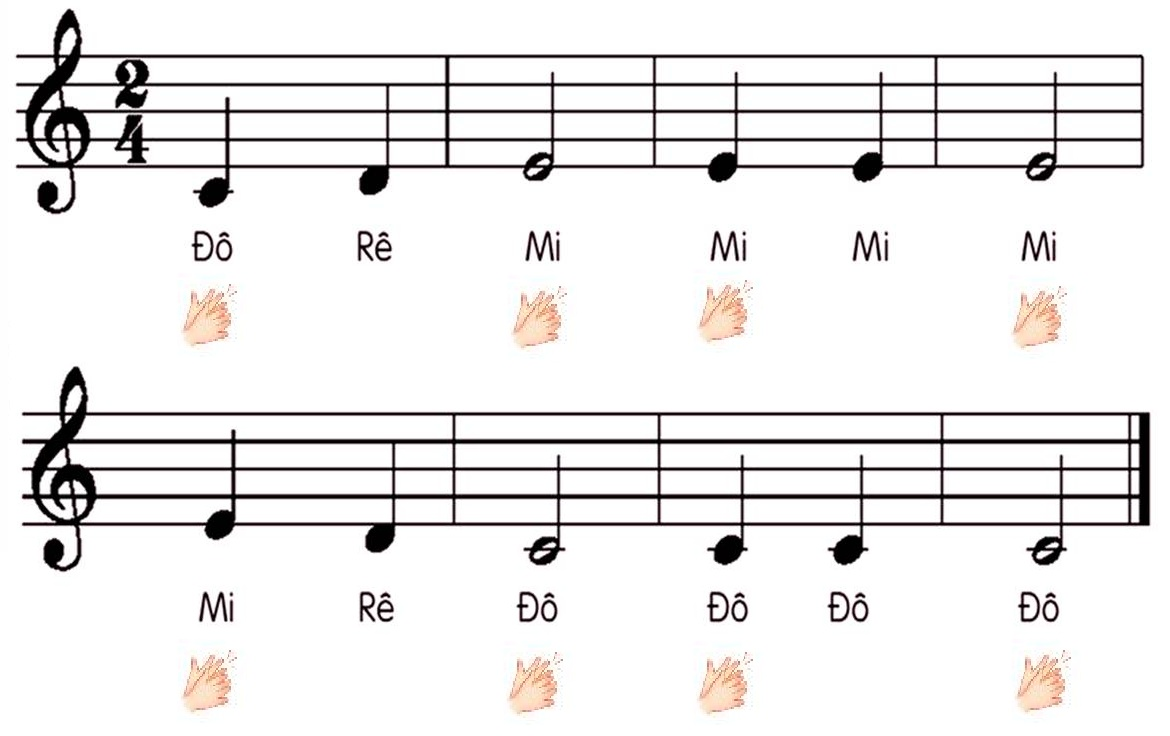 2
4
Đô Rê Mi Mi Mi Mi
Mi Rê Đô Đô Đô Đô